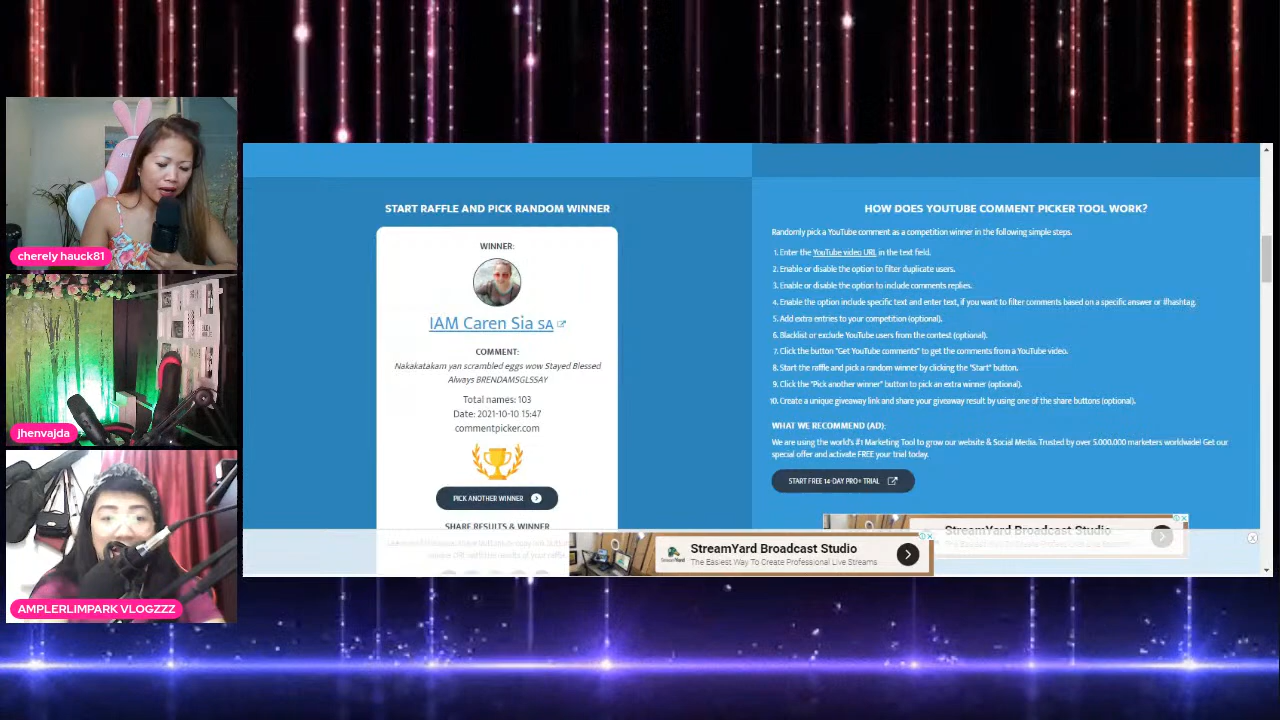 cherely hauck81
jhenvajda
AMPLERLIMPARK VLOGZZZ
START RAFFLE AND PICK RANDOM WINNER
WINNER:
IAM Caren Sia SA
COMMENT:
Nakakatakam yan scrambled eggs wow Stayed Blessed
Always BRENDAMSGLSSAY
Total names: 103
Date: 2021-10-10 15:47
commentpicker.com
PICK ANOTHER WINNER
SHARE RESULTS & WINNER
HOW DOES YOUTUBE COMMENT PICKER TOOL WORK?
Randomly pick a YouTube comment as a competition winner in the following simple steps.
1. Enter the YouTube video URL in the text field.
2. Enable or disable the option to filter duplicate users.
3. Enable or disable the option to include comments replies.
4. Enable the option include specific text and enter text, if you want to filter comments based on a specific answer or #hashtag.
5. Add extra entries to your competition (optional).
6. Blacklist or exclude YouTube users from the contest (optional).
7. Click the button "Get YouTube comments" to get the comments from a YouTube video.
8. Start the raffle and pick a random winner by clicking the "Start" button.
9. Click the "Pick another winner" button to pick an extra winner (optional).
10. Create a unique giveaway link and share your giveaway result by using one of the share buttons (optional).
WHAT WE RECOMMEND (AD):
We are using the world's #1 Marketing Tool to grow our website & Social Media. Trusted by over 5.000.000 marketers worldwide! Get our
special offer and activate FREE your trial today.
START FREE 14-DAY PRO+ TRIAL
StreamYard Broadcast Studio
StreamYard Broadcast Studio
The Easiest Way To Create Professional Live Streams